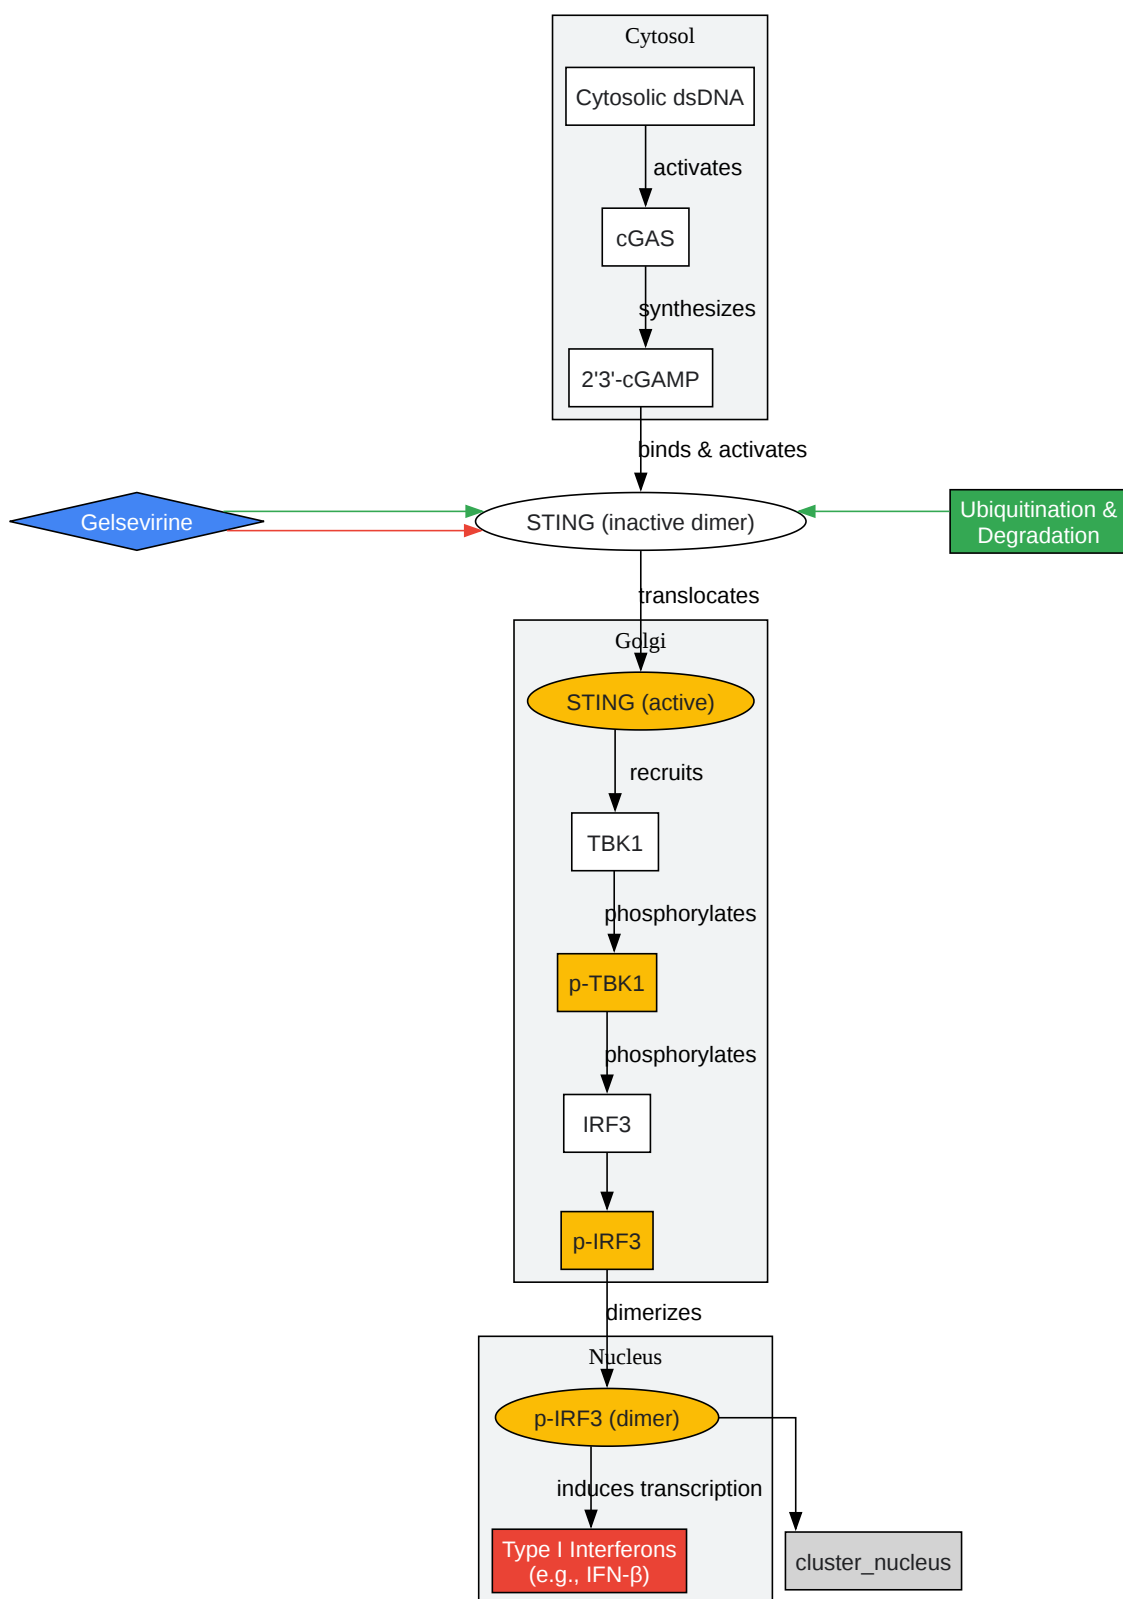 Cytosol
Cytosolic dsDNA
activates
cGAS
synthesizes
2'3'-cGAMP
binds & activates
Gelsevirine
STING (inactive dimer)
Ubiquitination &
Degradation
translocates
Golgi
STING (active)
recruits
TBK1
phosphorylates
p-TBK1
phosphorylates
IRF3
p-IRF3
dimerizes
Nucleus
p-IRF3 (dimer)
induces transcription
Type I Interferons
(e.g., IFN-β)
cluster_nucleus